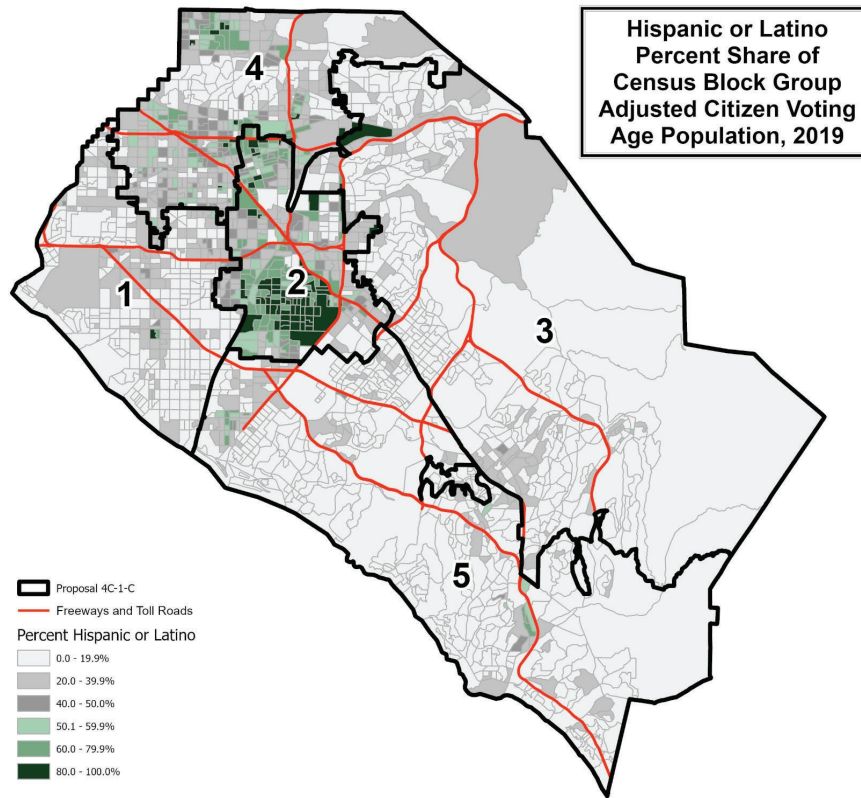 Hispanic or Latino
Percent Share of
Census Block Group
Adjusted Citizen Voting
Age Population, 2019
4
2
1
3
5
Proposal 4C-1-C
Freeways and Toll Roads
Percent Hispanic or Latino
0.0 - 19.9%
20.0 - 39.9%
40.0 - 50.0%
50.1 - 59.9%
60.0 - 79.9%
80.0 - 100.0%